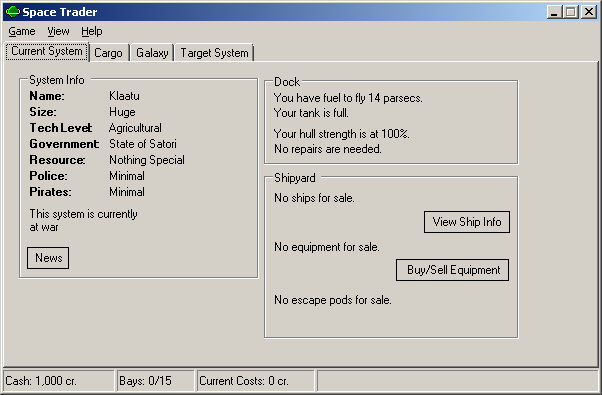 Space Trader
Game View Help
Current System Cargo Galaxy Target System
System Info
Name: Klaatu
Size: Huge
Tech Level: Agricultural
Government: State of Satori
Resource: Nothing Special
Police: Minimal
Pirates: Minimal
This system is currently
at war
News
Dock
You have fuel to fly 14 parsecs.
Your tank is full.
Your hull strength is at 100%.
No repairs are needed.
Shipyard
No ships for sale.
View Ship Info
No equipment for sale.
Buy/Sell Equipment
No escape pods for sale.
Cash: 1,000 cr. Bays: 0/15 Current Costs: 0 cr.